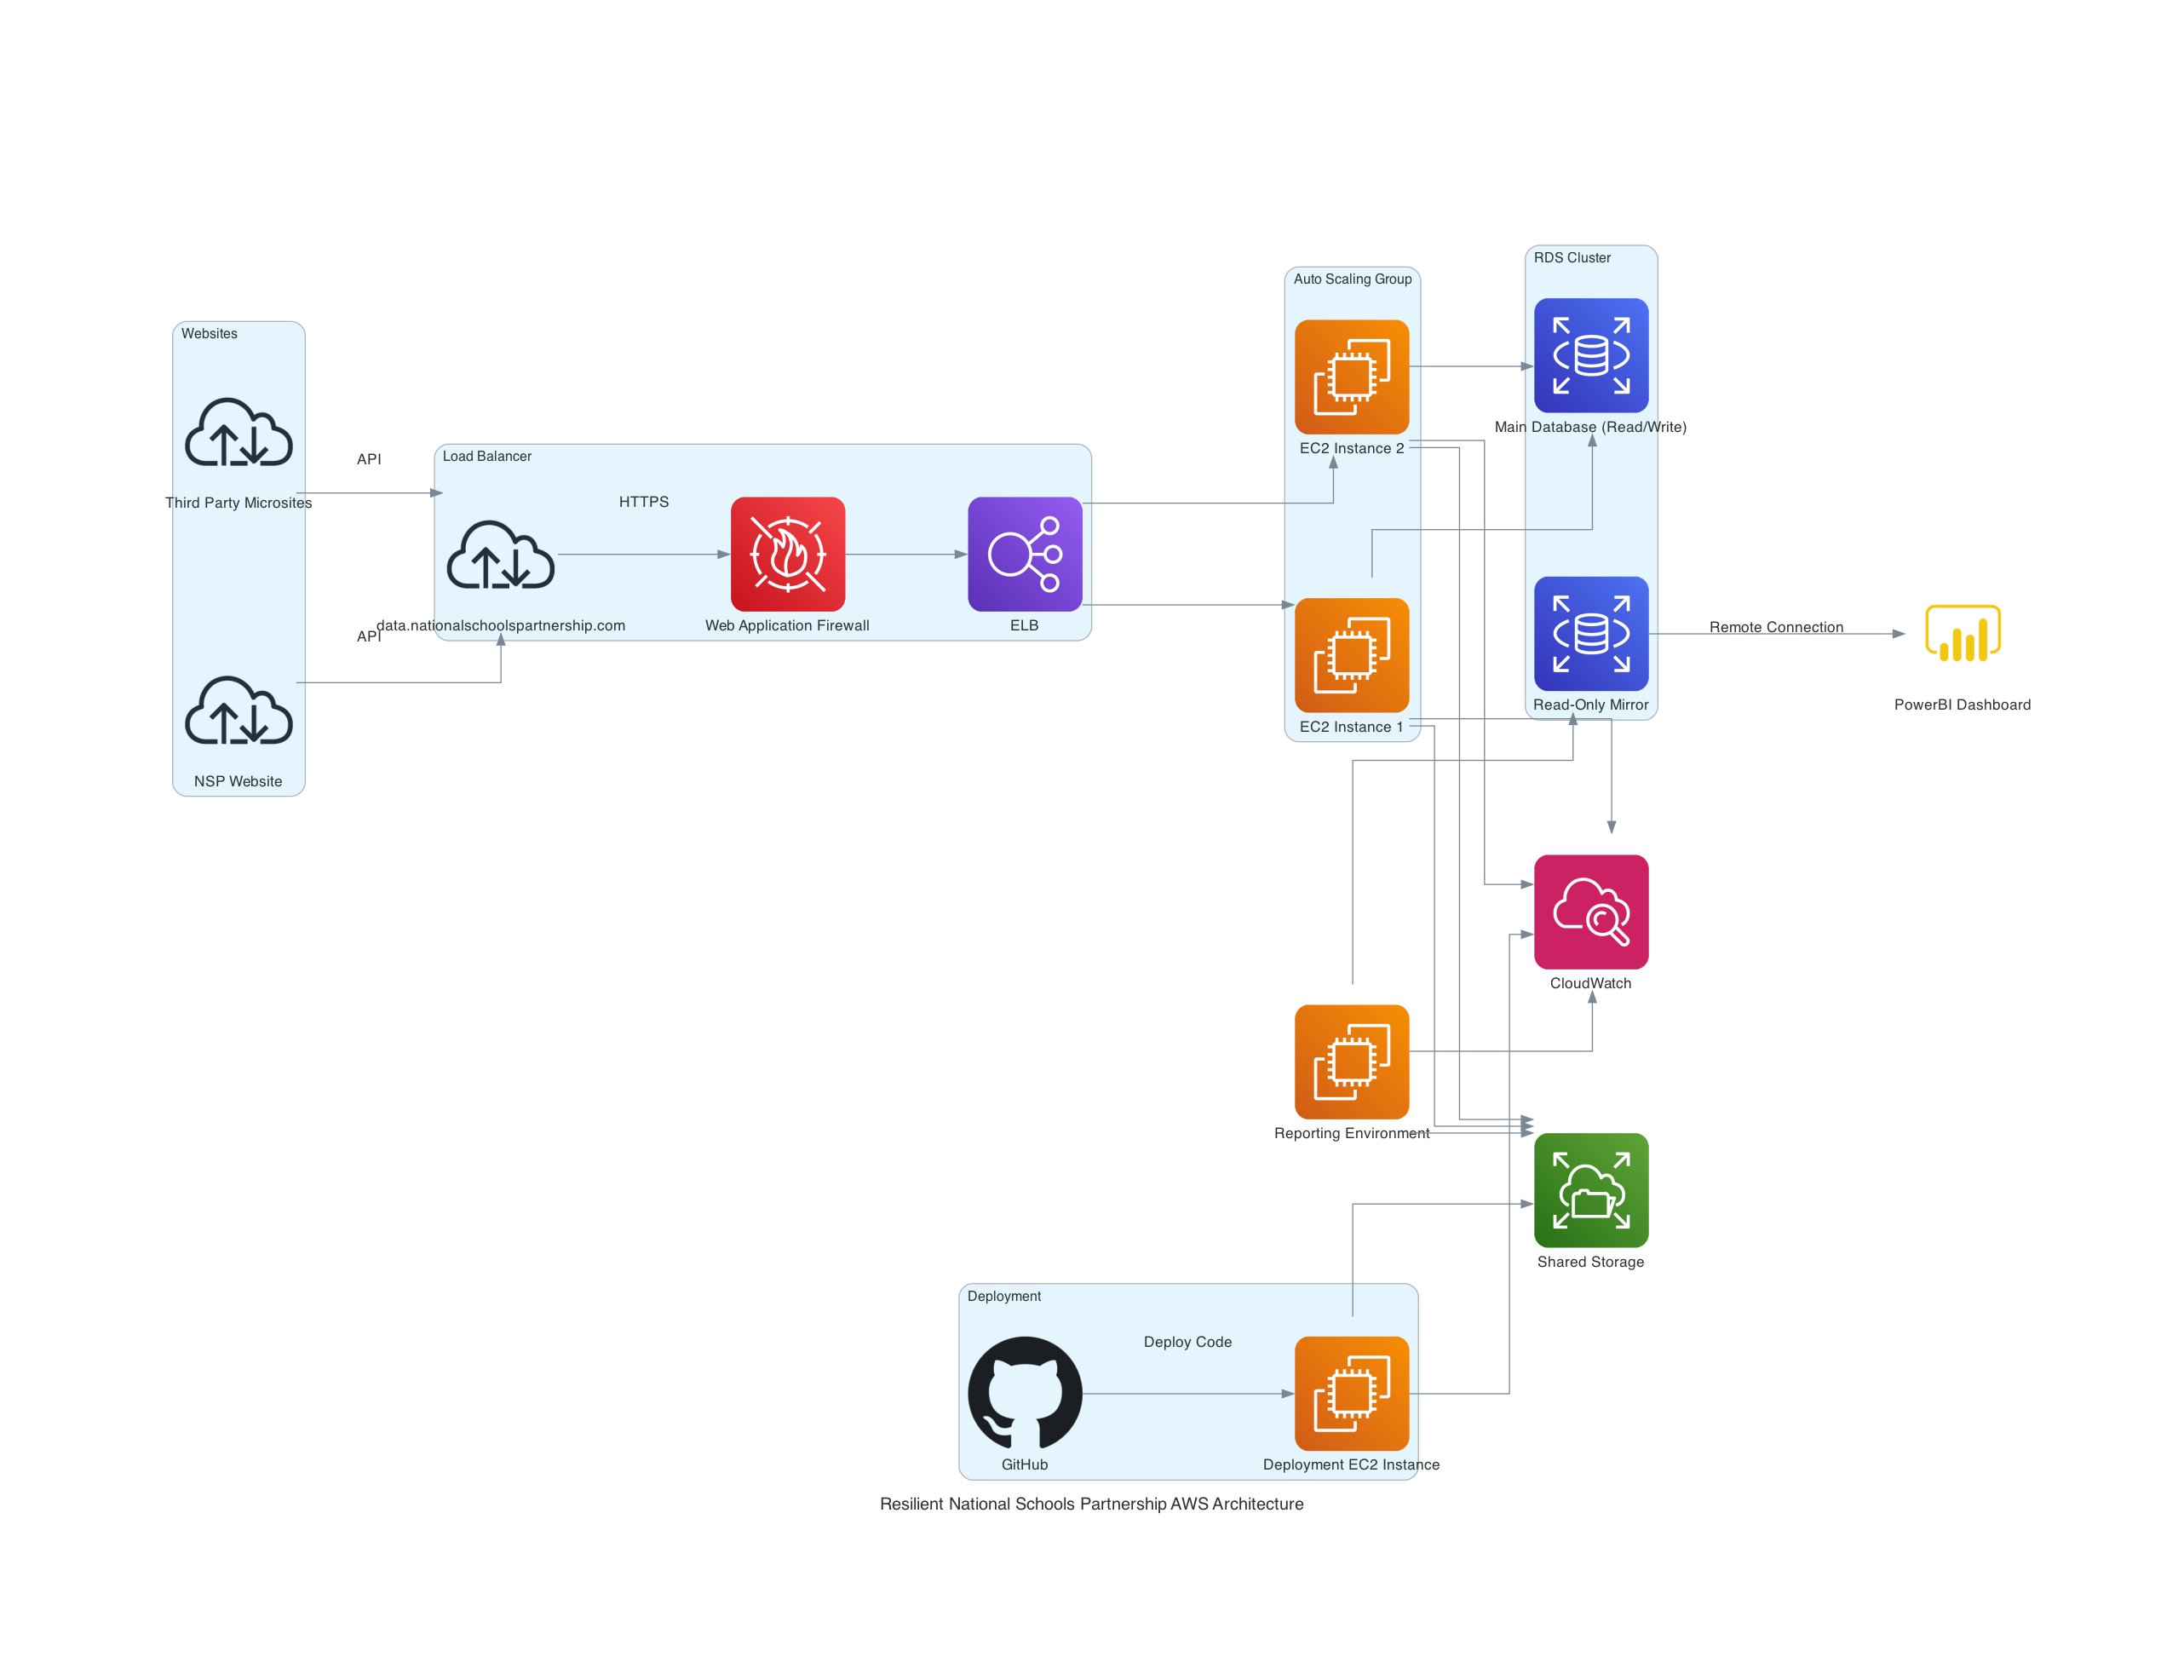 RDS Cluster
Auto Scaling Group
Websites
Main Database (Read/Write)
EC2 Instance 2
Load Balancer
API
HTTPS
Third Party Microsites
data.nationalschoolspartnership.com
Web Application Firewall
ELB
API
Remote Connection
Read-Only Mirror
PowerBI Dashboard
EC2 Instance 1
NSP Website
CloudWatch
Reporting Environment
Shared Storage
Deployment
Deploy Code
GitHub
Deployment EC2 Instance
Resilient National Schools Partnership AWS Architecture